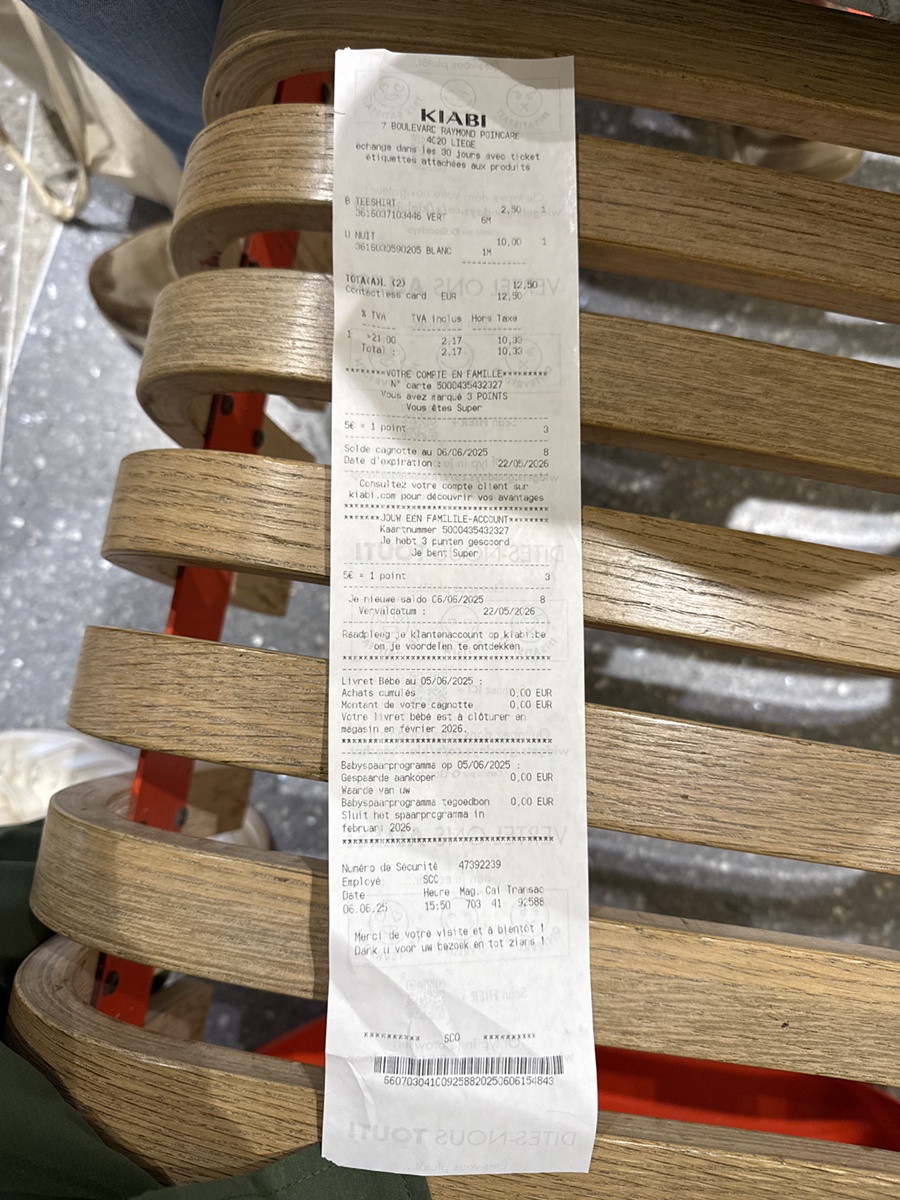 KIABI
7 BOULEVARD RAYMOND POINCARE
4020 LIEGE
echange dans les 30 jours avec ticket
étiquettes attachées aux produits
B TEESHIRT 2,50 1
3616037103446 VERT 6M
U NUIT 10,00 1
3616030590205 BLANC 1M
TOTA(A)L (2) 12,50
Contactless card EUR 12,50
% TVA TVA Inclus Hors Taxe
1 >21.00 2,17 10,33
Total : 2,17 10,33
********VOTRE COMPTE EN FAMILLE********
N° carte 5000435432327
Vous avez marqué 3 POINTS
Vous êtes Super
5€ = 1 point 3
Solde cagnotte au 06/06/2025 8
Date d'expiration : 22/05/2026
Consultez votre compte client sur
kiabi.com pour découvrir vos avantages
*******JOUW EEN FAMILILE-ACCOUNT*******
Kaartnummer 5000435432327
Je hebt 3 punten gescoord
Je bent Super
5€ = 1 point 3
Je nieuwe saldo 06/06/2025 8
Vervaldatum : 22/05/2026
Raadpleeg je klantenaccount op kiabi.be
om je voordelen te ontdekken
Livret Bébé au 05/06/2025 :
Achats cumulés 0,00 EUR
Montant de votre cagnotte 0,00 EUR
Votre livret bébé est à clôturer en
magasin en février 2026.
Babyspaarprogramma op 05/06/2025 :
Gespaarde aankopen 0,00 EUR
Waarde van uw
Babyspaarprogramma tegoedbon 0,00 EUR
Sluit het spaarprogramma in
februari 2026.
Numéro de Sécurité 47392239
Employé SCO
Date Heure Mag. Cai Transac
06.06.25 15:50 703 41 92588
Merci de votre visite et à bientôt !
Dank u voor uw bezoek en tot ziens !
********** SCO **********
660703041009258820250606154843